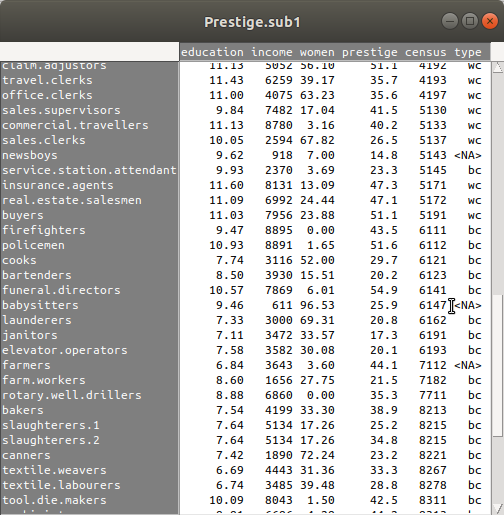 Prestige.sub1
education income women prestige census type
claim.adjustors 11.13 5052 56.10 51.1 4192 wc
travel.clerks 11.43 6259 39.17 35.7 4193 wc
office.clerks 11.00 4075 63.23 35.6 4197 wc
sales.supervisors 9.84 7482 17.04 41.5 5130 wc
commercial.travellers 11.13 8780 3.16 40.2 5133 wc
sales.clerks 10.05 2594 67.82 26.5 5137 wc
newsboys 9.62 918 7.00 14.8 5143 <NA>
service.station.attendant 9.93 2370 3.69 23.3 5145 bc
insurance.agents 11.60 8131 13.09 47.3 5171 wc
real.estate.salesmen 11.09 6992 24.44 47.1 5172 wc
buyers 11.03 7956 23.88 51.1 5191 wc
firefighters 9.47 8895 0.00 43.5 6111 bc
policemen 10.93 8891 1.65 51.6 6112 bc
cooks 7.74 3116 52.00 29.7 6121 bc
bartenders 8.50 3930 15.51 20.2 6123 bc
funeral.directors 10.57 7869 6.01 54.9 6141 bc
babysitters 9.46 611 96.53 25.9 6147 <NA>
launderers 7.33 3000 69.31 20.8 6162 bc
janitors 7.11 3472 33.57 17.3 6191 bc
elevator.operators 7.58 3582 30.08 20.1 6193 bc
farmers 6.84 3643 3.60 44.1 7112 <NA>
farm.workers 8.60 1656 27.75 21.5 7182 bc
rotary.well.drillers 8.88 6860 0.00 35.3 7711 bc
bakers 7.54 4199 33.30 38.9 8213 bc
slaughterers.1 7.64 5134 17.26 25.2 8215 bc
slaughterers.2 7.64 5134 17.26 34.8 8215 bc
canners 7.42 1890 72.24 23.2 8221 bc
textile.weavers 6.69 4443 31.36 33.3 8267 bc
textile.labourers 6.74 3485 39.48 28.8 8278 bc
tool.die.makers 10.09 8043 1.50 42.5 8311 bc